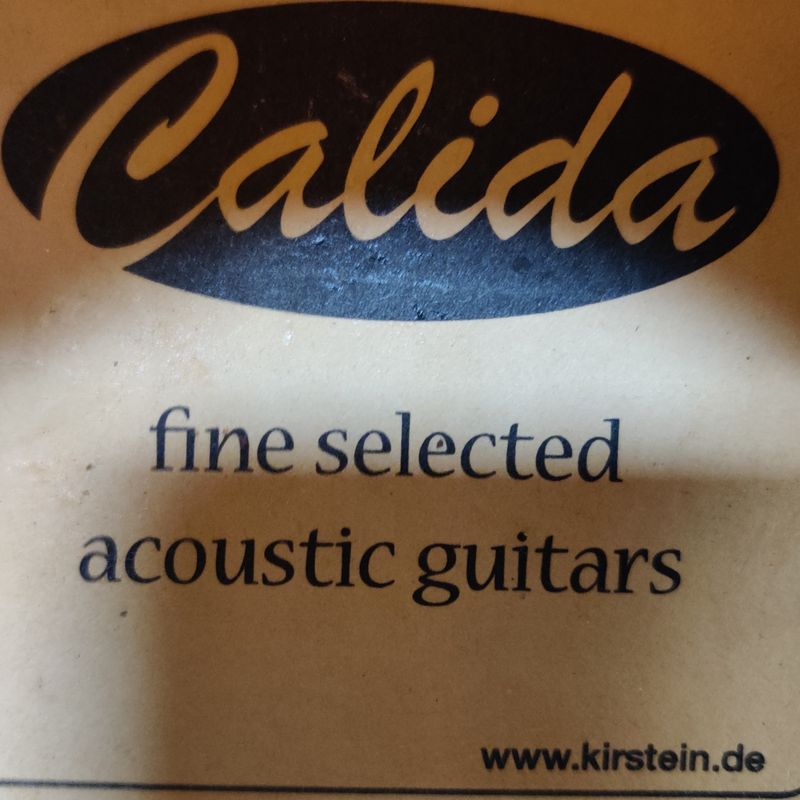 Calida
fine selected
acoustic guitars
www.kirstein.de